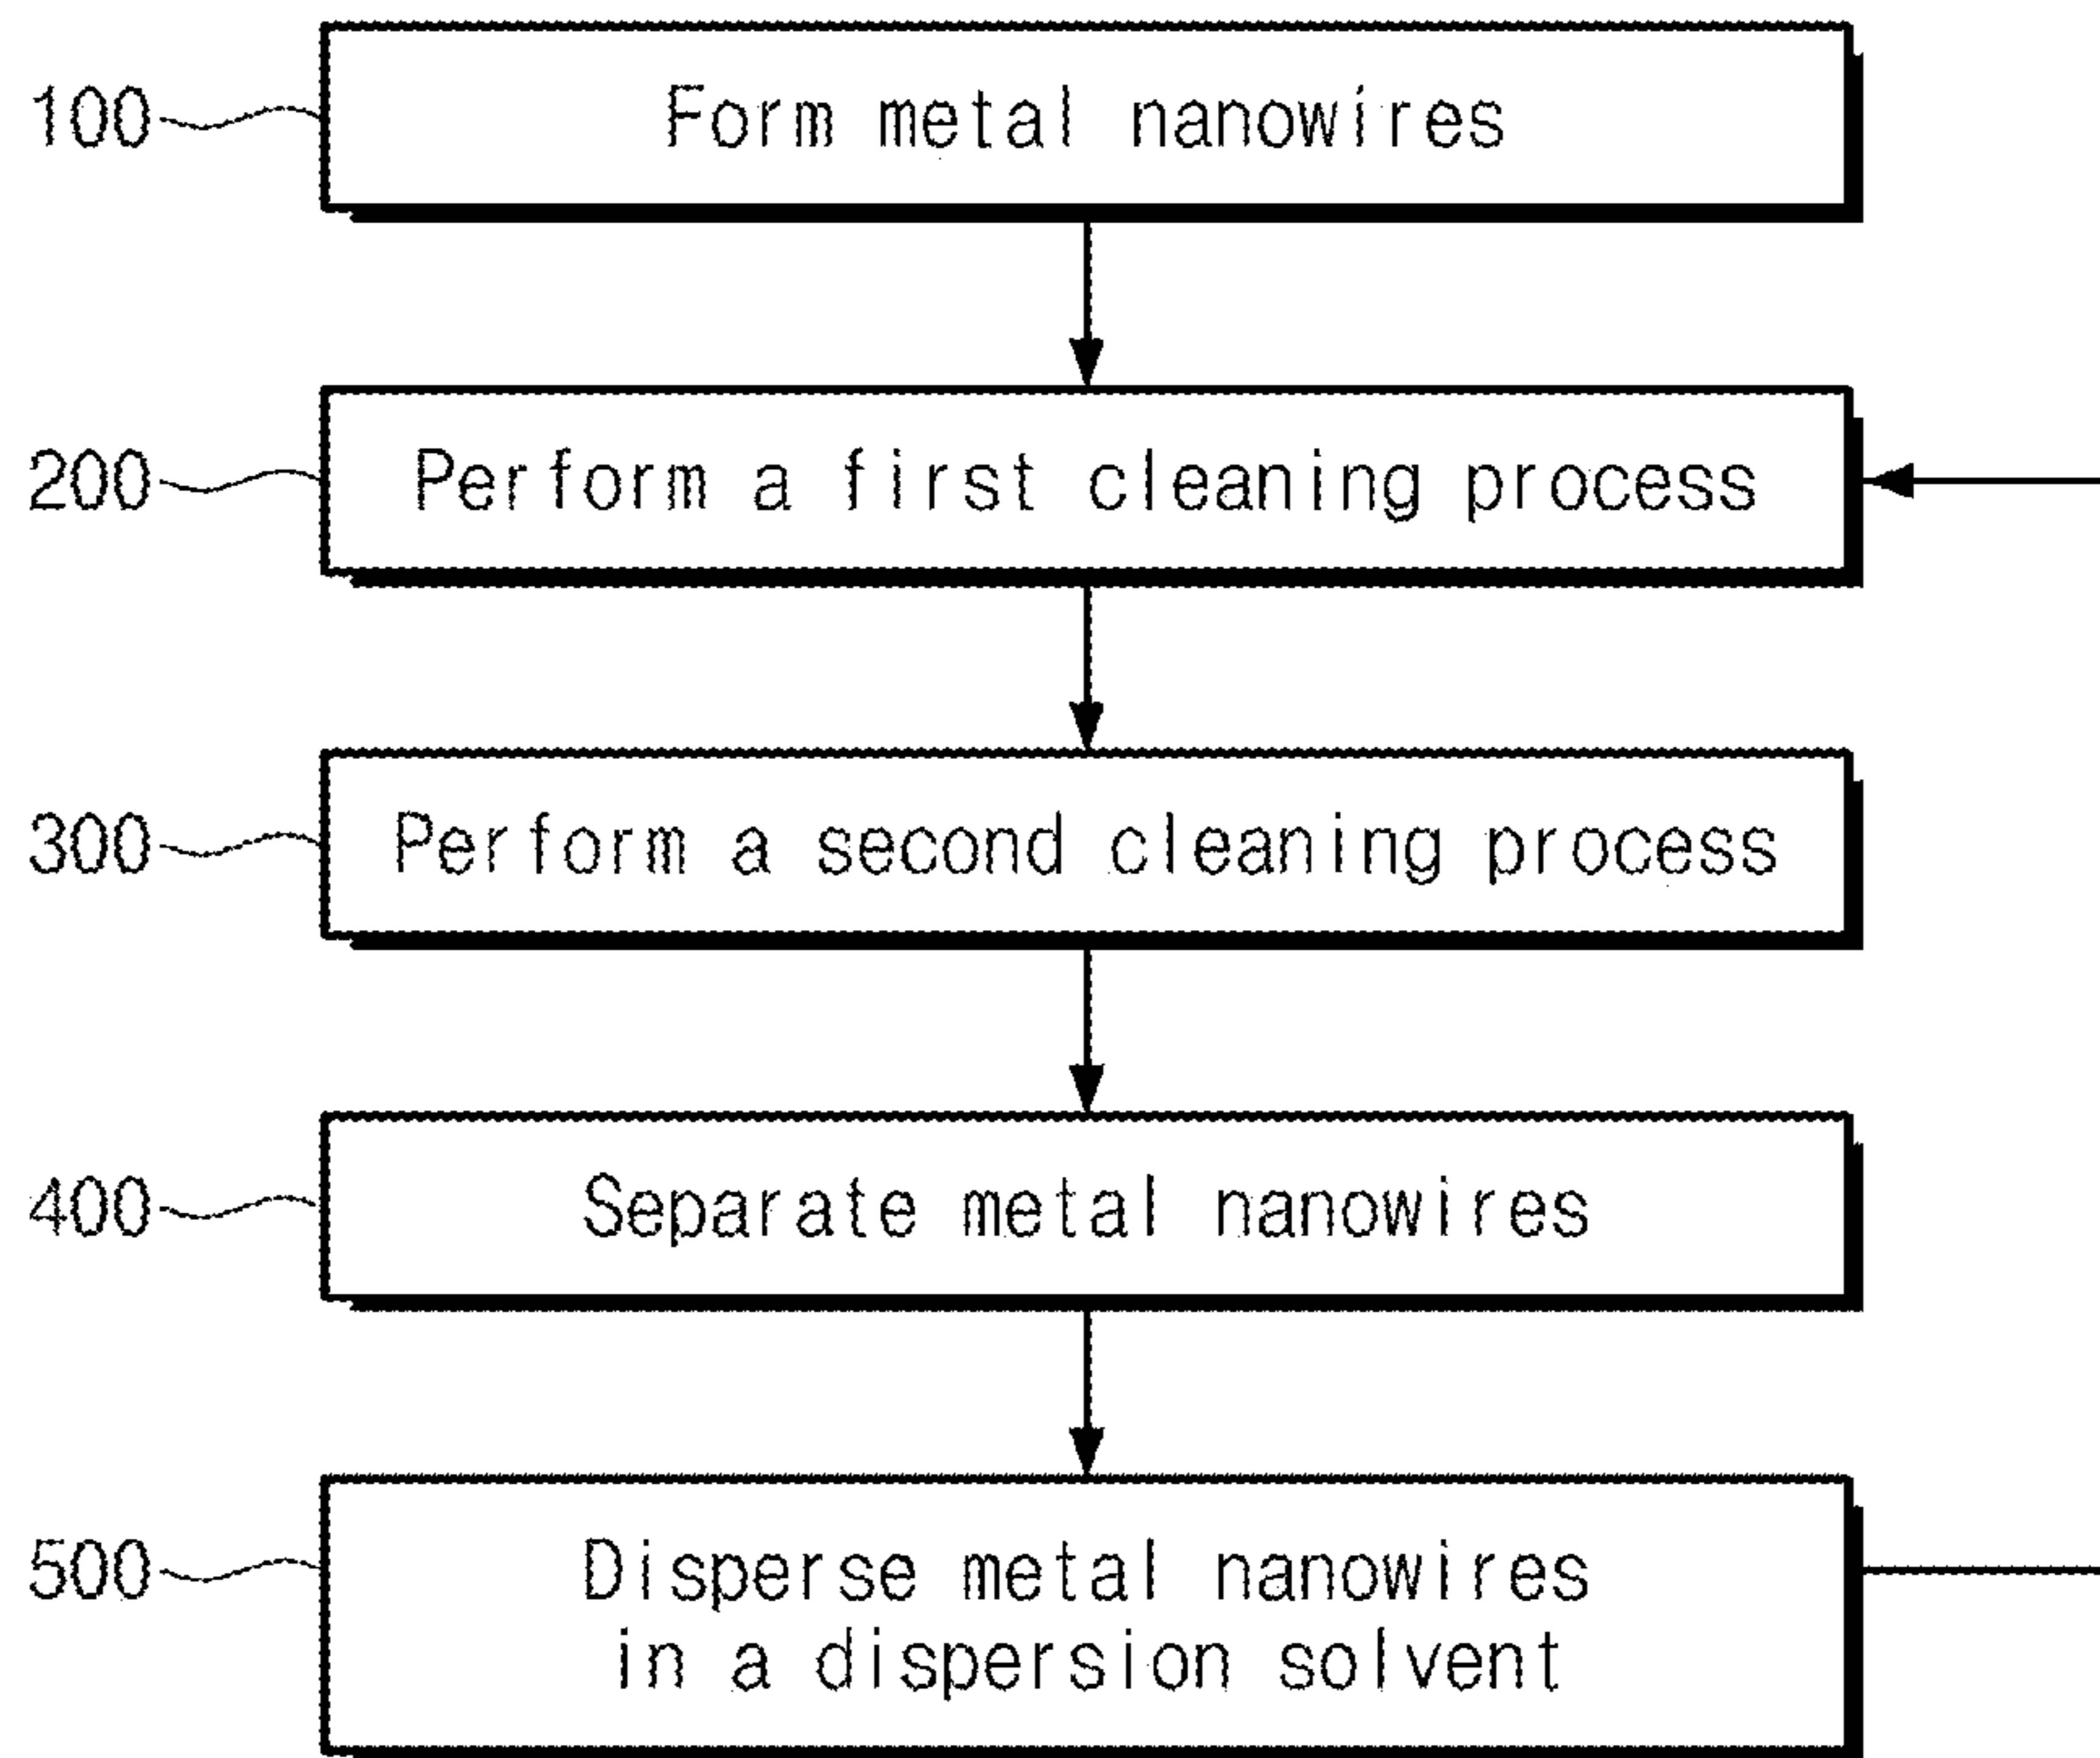 100 Form metal nanowires
200 Perform a first cleaning process
300 Perform a second cleaning process
400 Separate metal nanowires
500 Disperse metal nanowires
in a dispersion solvent